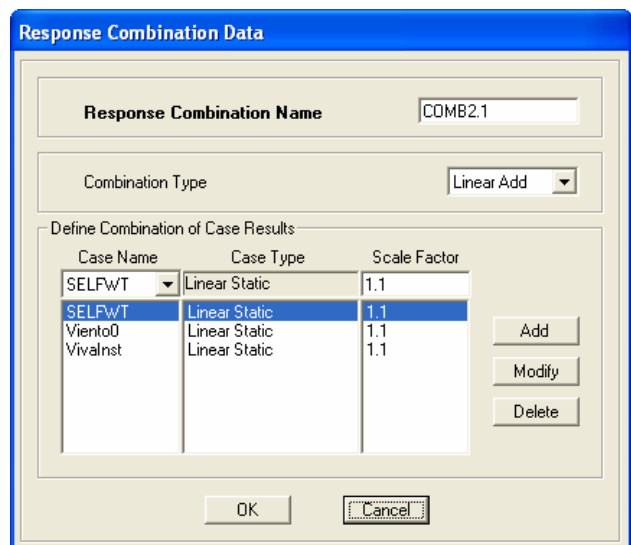 Response Combination Data
Response Combination Name COMB2.1
Combination Type Linear Add
Define Combination of Case Results
Case Name Case Type Scale Factor
SELFWT Linear Static 1.1
SELFWT Linear Static 1.1
Viento0 Linear Static 1.1
VivaInst Linear Static 1.1
Add
Modify
Delete
OK Cancel